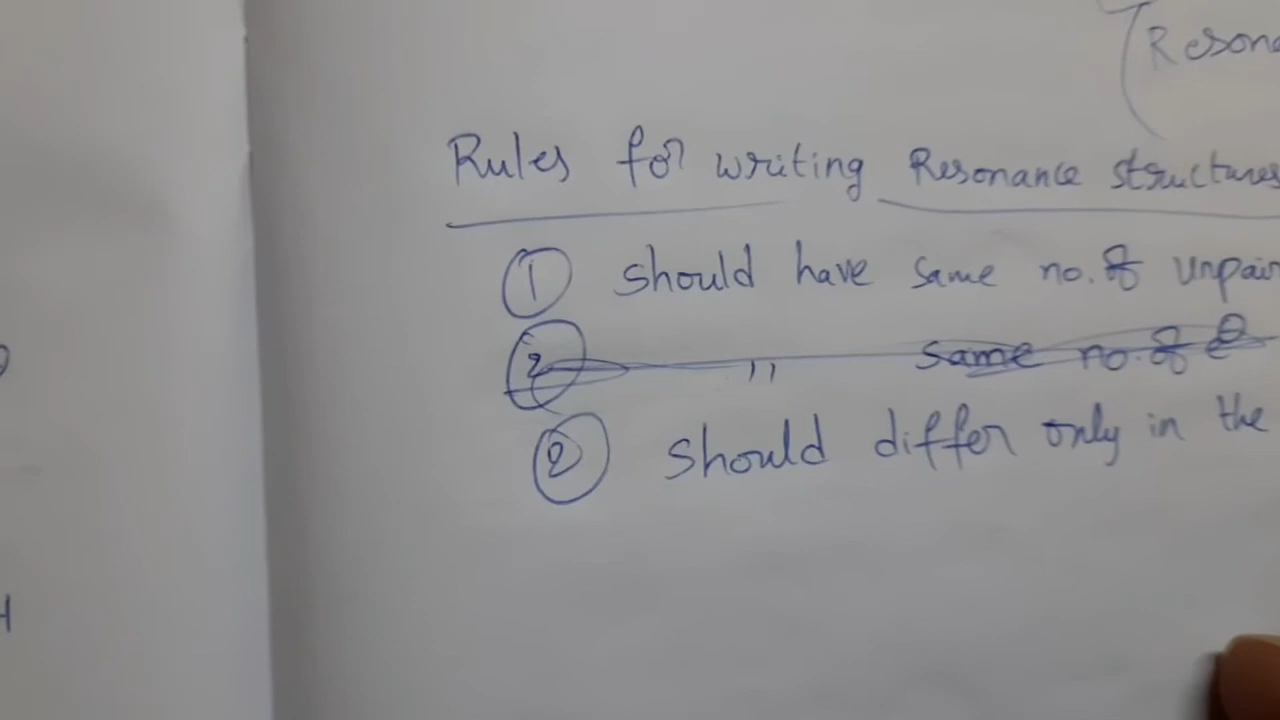 Resona
Rules for writing Resonance structures
① should have same no. of unpair
② " same no. of e
② should differ only in the
H